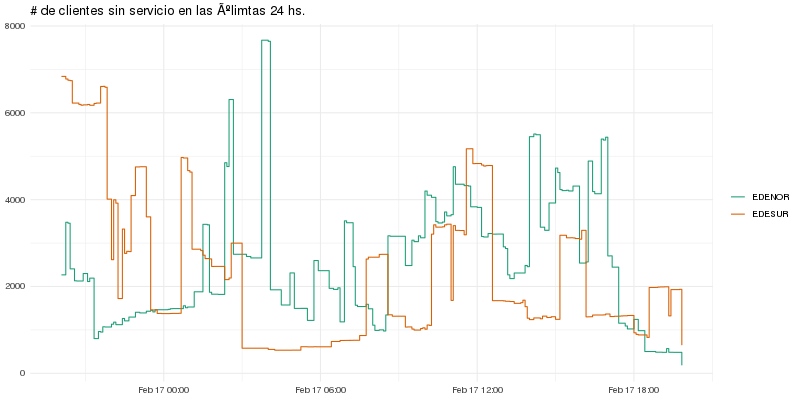 # de clientes sin servicio en las Ãºlimtas 24 hs.
8000
6000
4000
2000
0
Feb 17 00:00
Feb 17 06:00
Feb 17 12:00
Feb 17 18:00
EDENOR
EDESUR